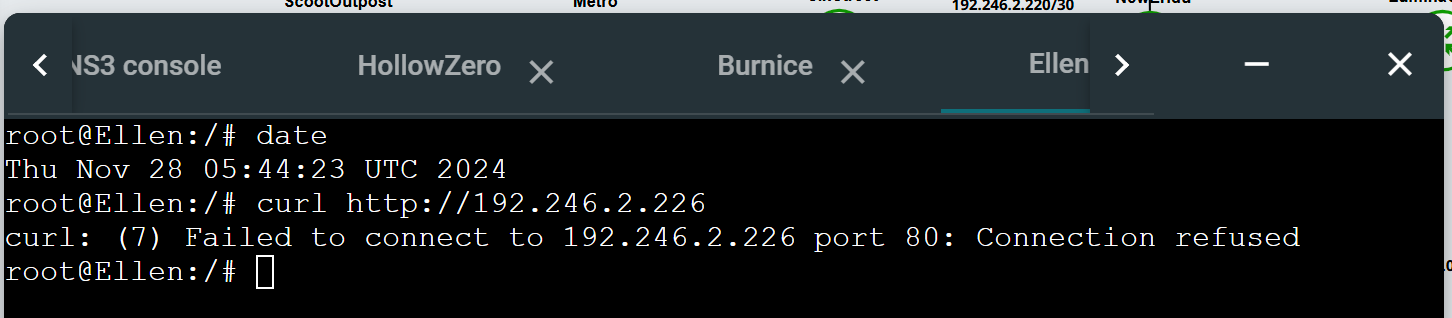 ScootOutpost Metro 192.246.2.220/30
NS3 console HollowZero Burnice Ellen
root@Ellen:/# date
Thu Nov 28 05:44:23 UTC 2024
root@Ellen:/# curl http://192.246.2.226
curl: (7) Failed to connect to 192.246.2.226 port 80: Connection refused
root@Ellen:/#